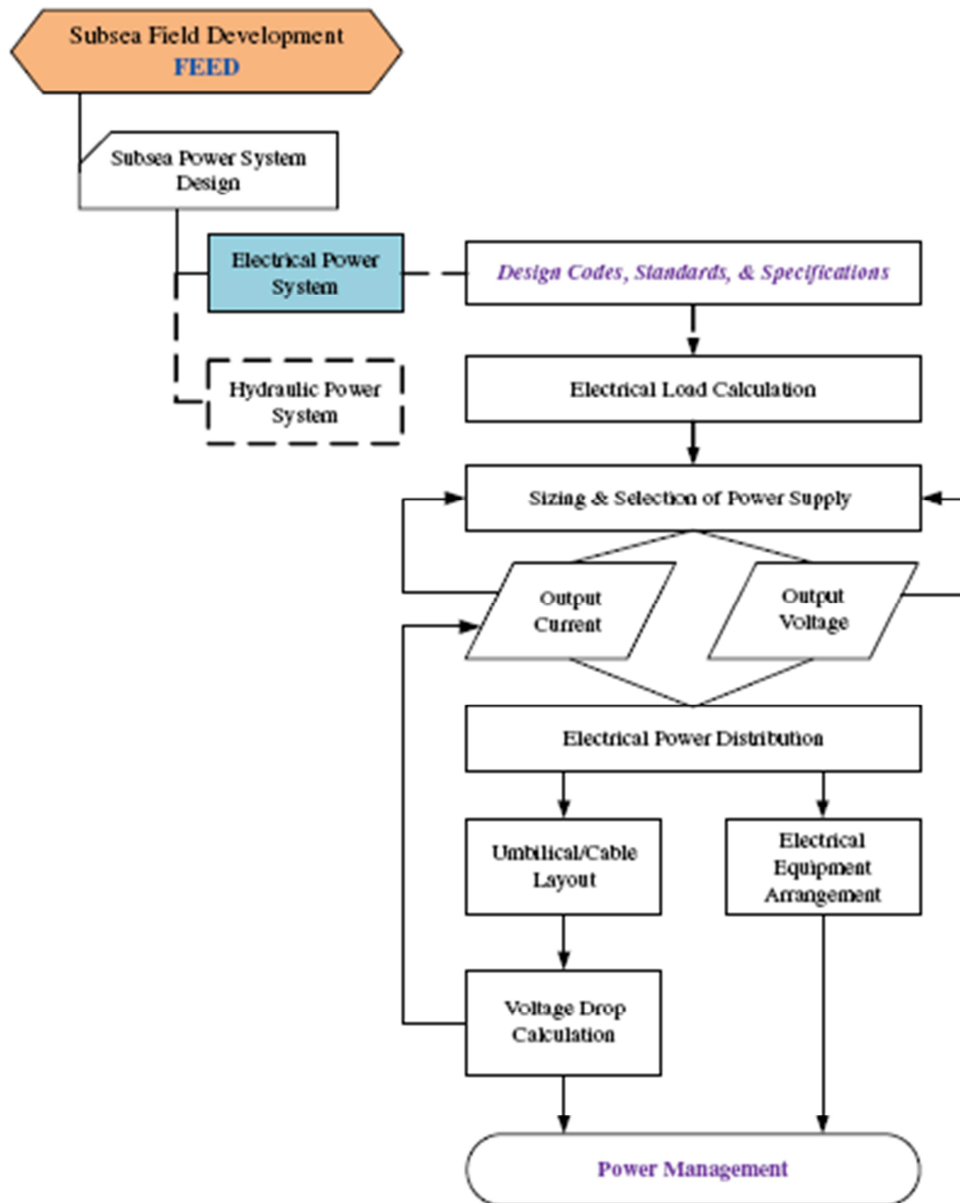 Subsea Field Development
FEED
Subsea Power System
Design
Electrical Power
System
Design Codes, Standards, & Specifications
Hydraulic Power
System
Electrical Load Calculation
Sizing & Selection of Power Supply
Output
Current
Output
Voltage
Electrical Power Distribution
Umbilical/Cable
Layout
Electrical
Equipment
Arrangement
Voltage Drop
Calculation
Power Management